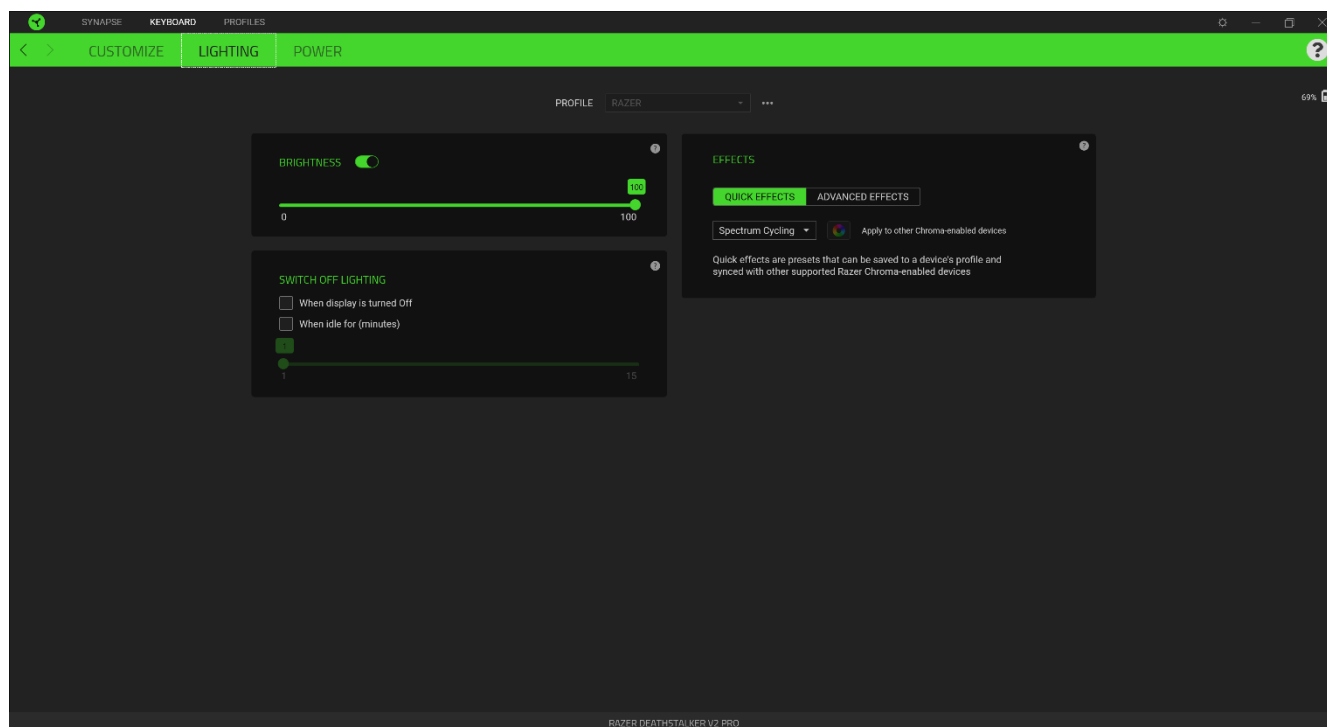 SYNAPSE KEYBOARD PROFILES
CUSTOMIZE LIGHTING POWER
?
PROFILE RAZER
69%
BRIGHTNESS
?
100
0 100
SWITCH OFF LIGHTING
?
When display is turned Off
When idle for (minutes)
1
1 15
EFFECTS
?
QUICK EFFECTS ADVANCED EFFECTS
Spectrum Cycling Apply to other Chroma-enabled devices
Quick effects are presets that can be saved to a device's profile and
synced with other supported Razer Chroma-enabled devices
RAZER DEATHSTALKER V2 PRO